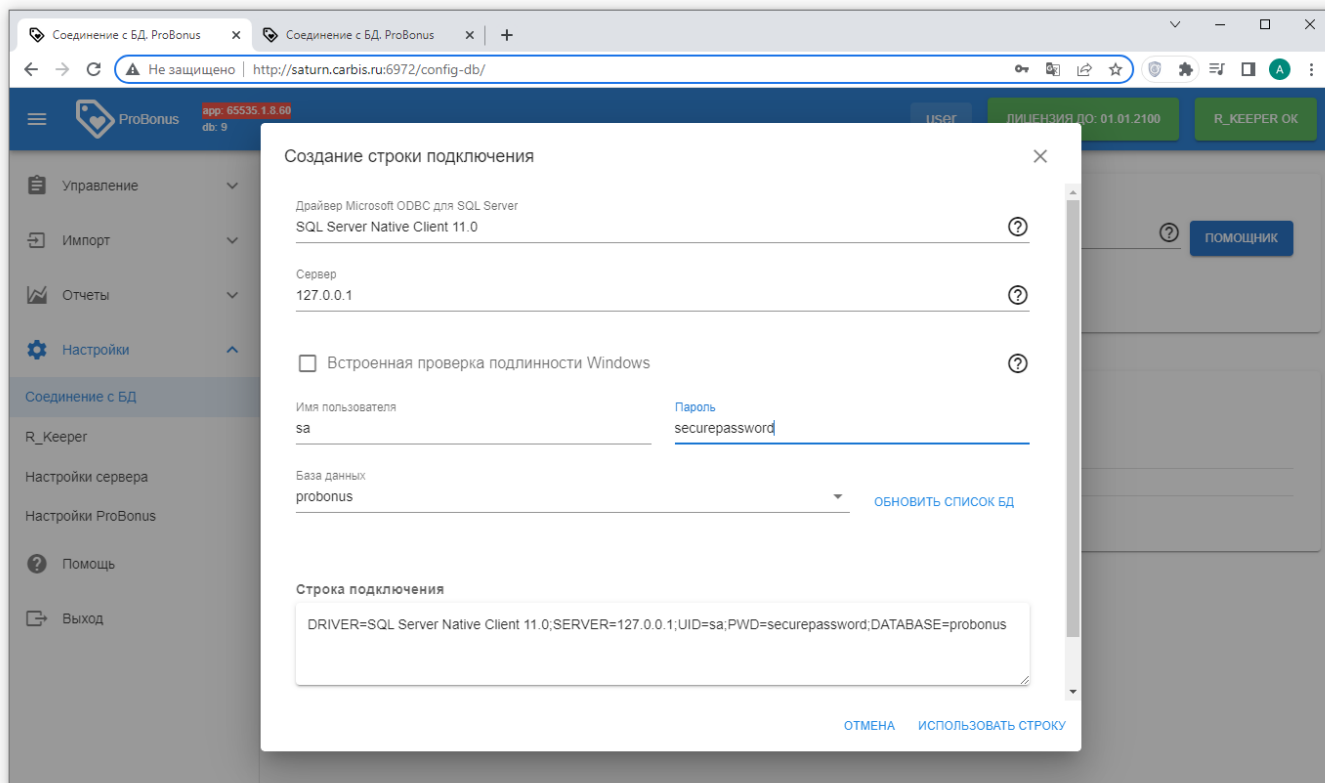 Соединение с БД. ProBonus
Соединение с БД. ProBonus
Не защищено
http://saturn.carbis.ru:6972/config-db/
A
ProBonus
app: 65535.1.8.60
db: 9
user
ЛИЦЕНЗИЯ ДО: 01.01.2100
R_KEEPER ОК
Управление
Импорт
Отчеты
Настройки
Соединение с БД
R_Keeper
Настройки сервера
Настройки ProBonus
Помощь
Выход
ПОМОЩНИК
Создание строки подключения
Драйвер Microsoft ODBC для SQL Server
SQL Server Native Client 11.0
Сервер
127.0.0.1
Встроенная проверка подлинности Windows
Имя пользователя
sa
Пароль
securepassword
База данных
probonus
ОБНОВИТЬ СПИСОК БД
Строка подключения
DRIVER=SQL Server Native Client 11.0;SERVER=127.0.0.1;UID=sa;PWD=securepassword;DATABASE=probonus
ОТМЕНА
ИСПОЛЬЗОВАТЬ СТРОКУ